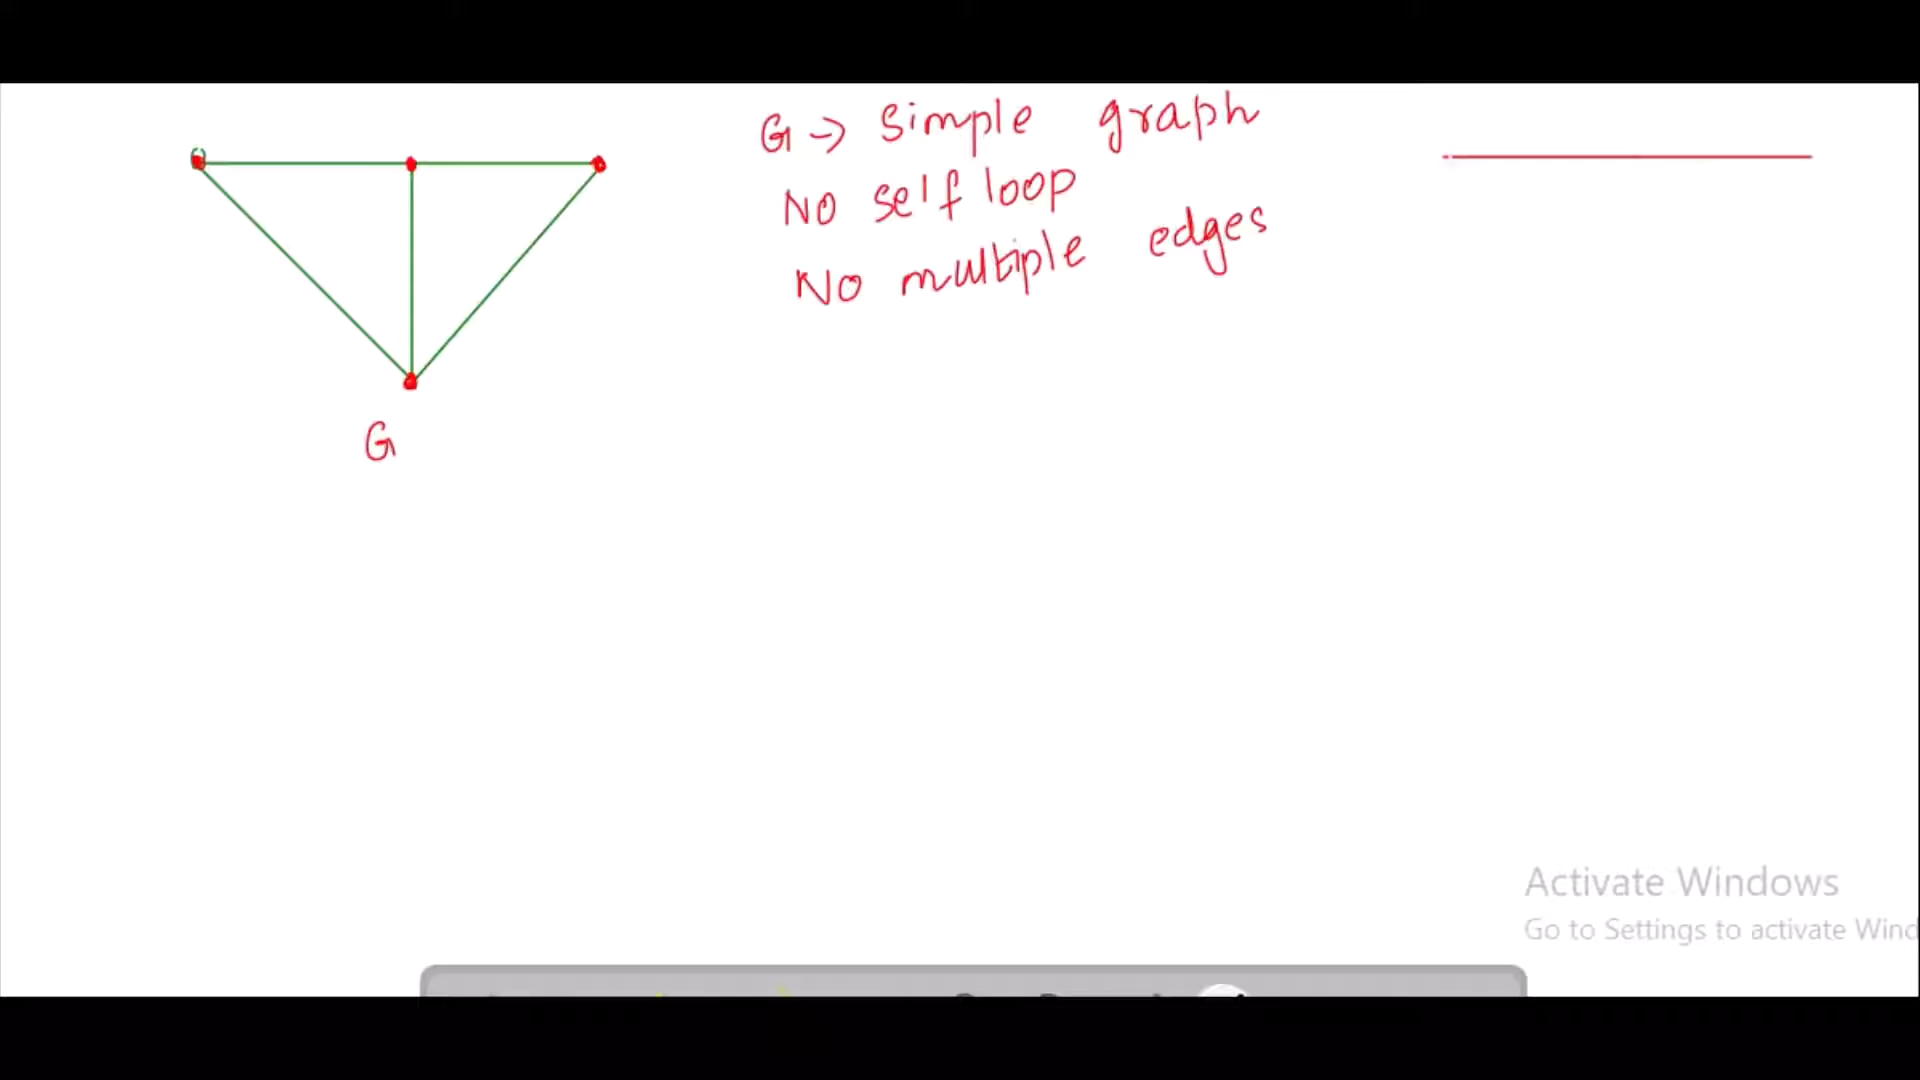 G → Simple graph
No self loop
No multiple edges
G
Activate Windows
Go to Settings to activate Wind